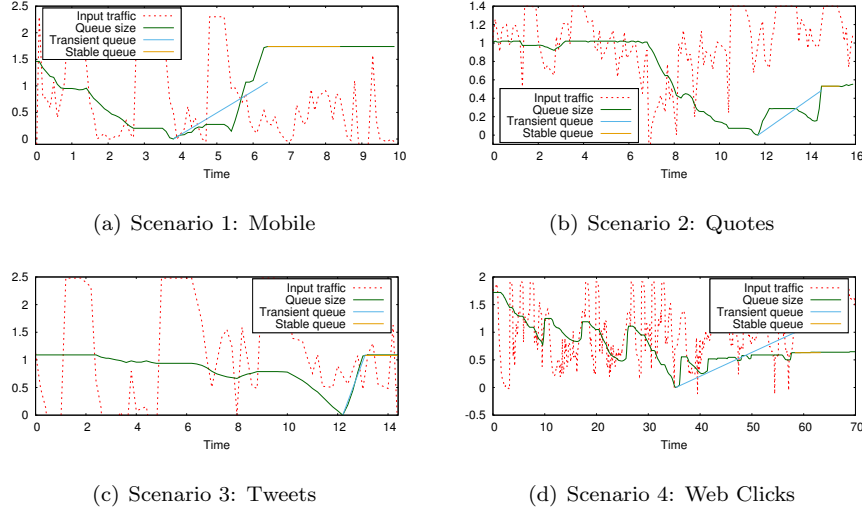 2.5
2
1.5
1
0.5
0
0 1 2 3 4 5 6 7 8 9 10
Time
Input traffic
Queue size
Transient queue
Stable queue
(a) Scenario 1: Mobile
1.4
1.2
1
0.8
0.6
0.4
0.2
0
0 2 4 6 8 10 12 14 16
Time
Input traffic
Queue size
Transient queue
Stable queue
(b) Scenario 2: Quotes
2.5
2
1.5
1
0.5
0
0 2 4 6 8 10 12 14
Time
Input traffic
Queue size
Transient queue
Stable queue
(c) Scenario 3: Tweets
2
1.5
1
0.5
0
-0.5
0 10 20 30 40 50 60 70
Time
Input traffic
Queue size
Transient queue
Stable queue
(d) Scenario 4: Web Clicks